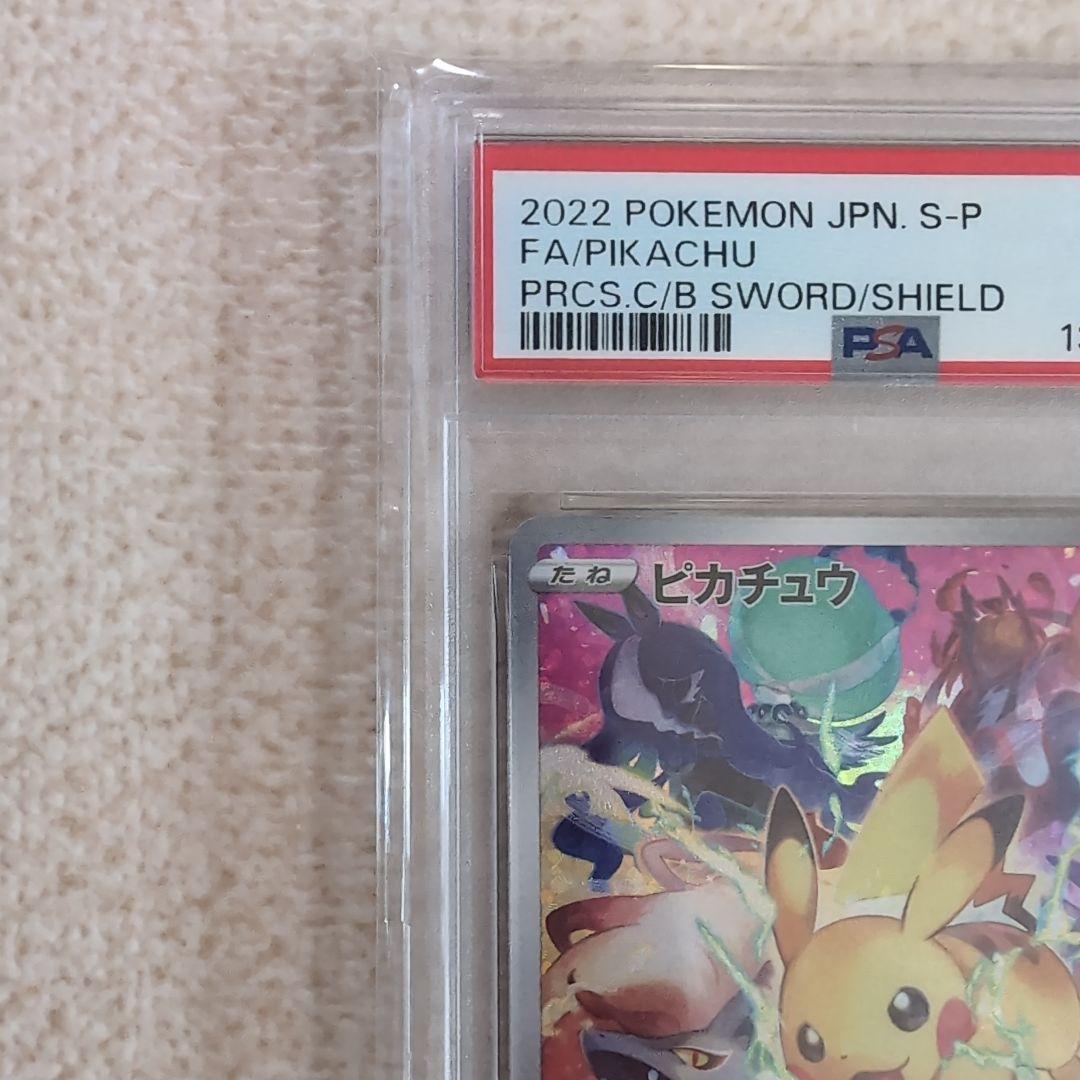 2022 POKEMON JPN. S-P
FA/PIKACHU
PRCS.C/B SWORD/SHIELD
PSA
たね ピカチュウ